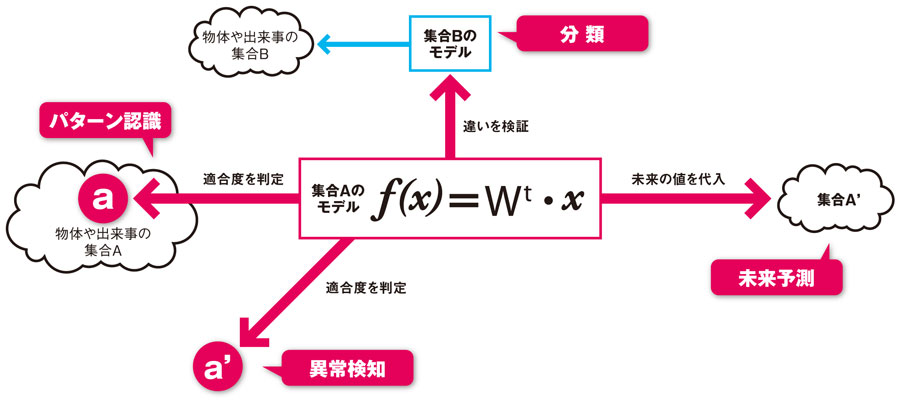 物体や出来事の
集合B
集合Bの
モデル
分類
違いを検証
パターン認識
a
物体や出来事の
集合A
適合度を判定
集合Aの
モデル
f(x)=Wᵗ・x
未来の値を代入
集合A’
未来予測
適合度を判定
a’
異常検知